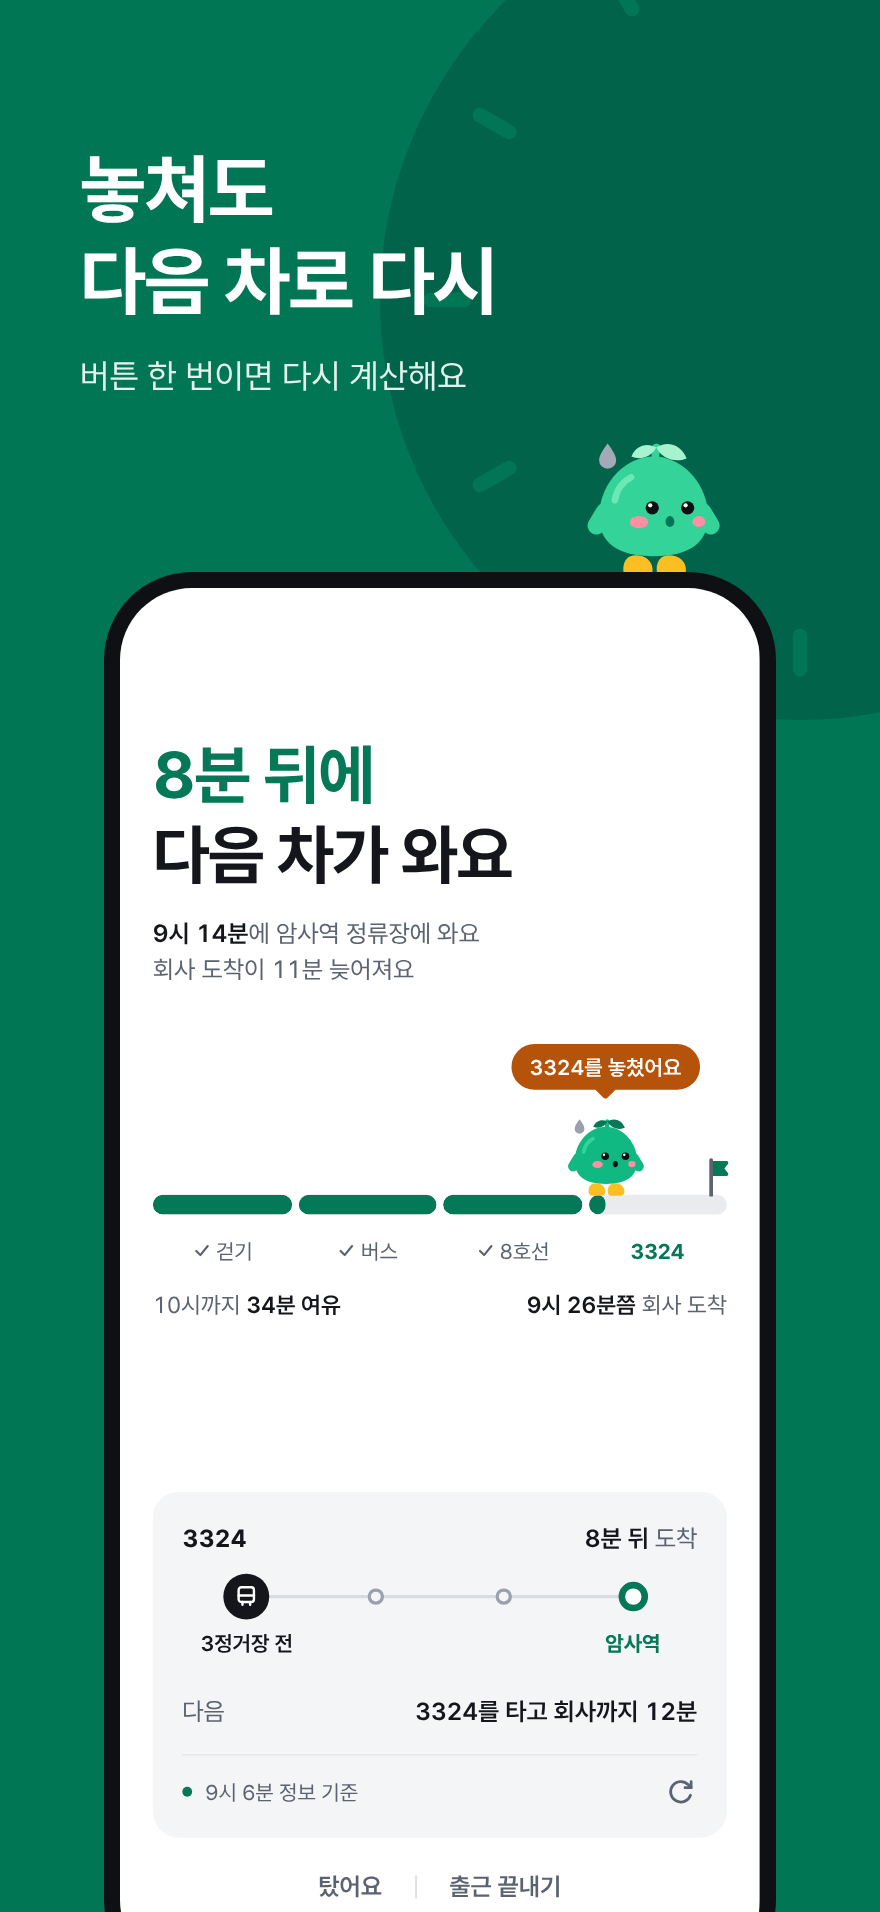 놓쳐도
다음 차로 다시
버튼 한 번이면 다시 계산해요
8분 뒤에
다음 차가 와요
9시 14분에 암사역 정류장에 와요
회사 도착이 11분 늦어져요
3324를 놓쳤어요
걷기 버스 8호선 3324
10시까지 34분 여유 9시 26분쯤 회사 도착
3324 8분 뒤 도착
3정거장 전 암사역
다음 3324를 타고 회사까지 12분
9시 6분 정보 기준
탔어요 출근 끝내기